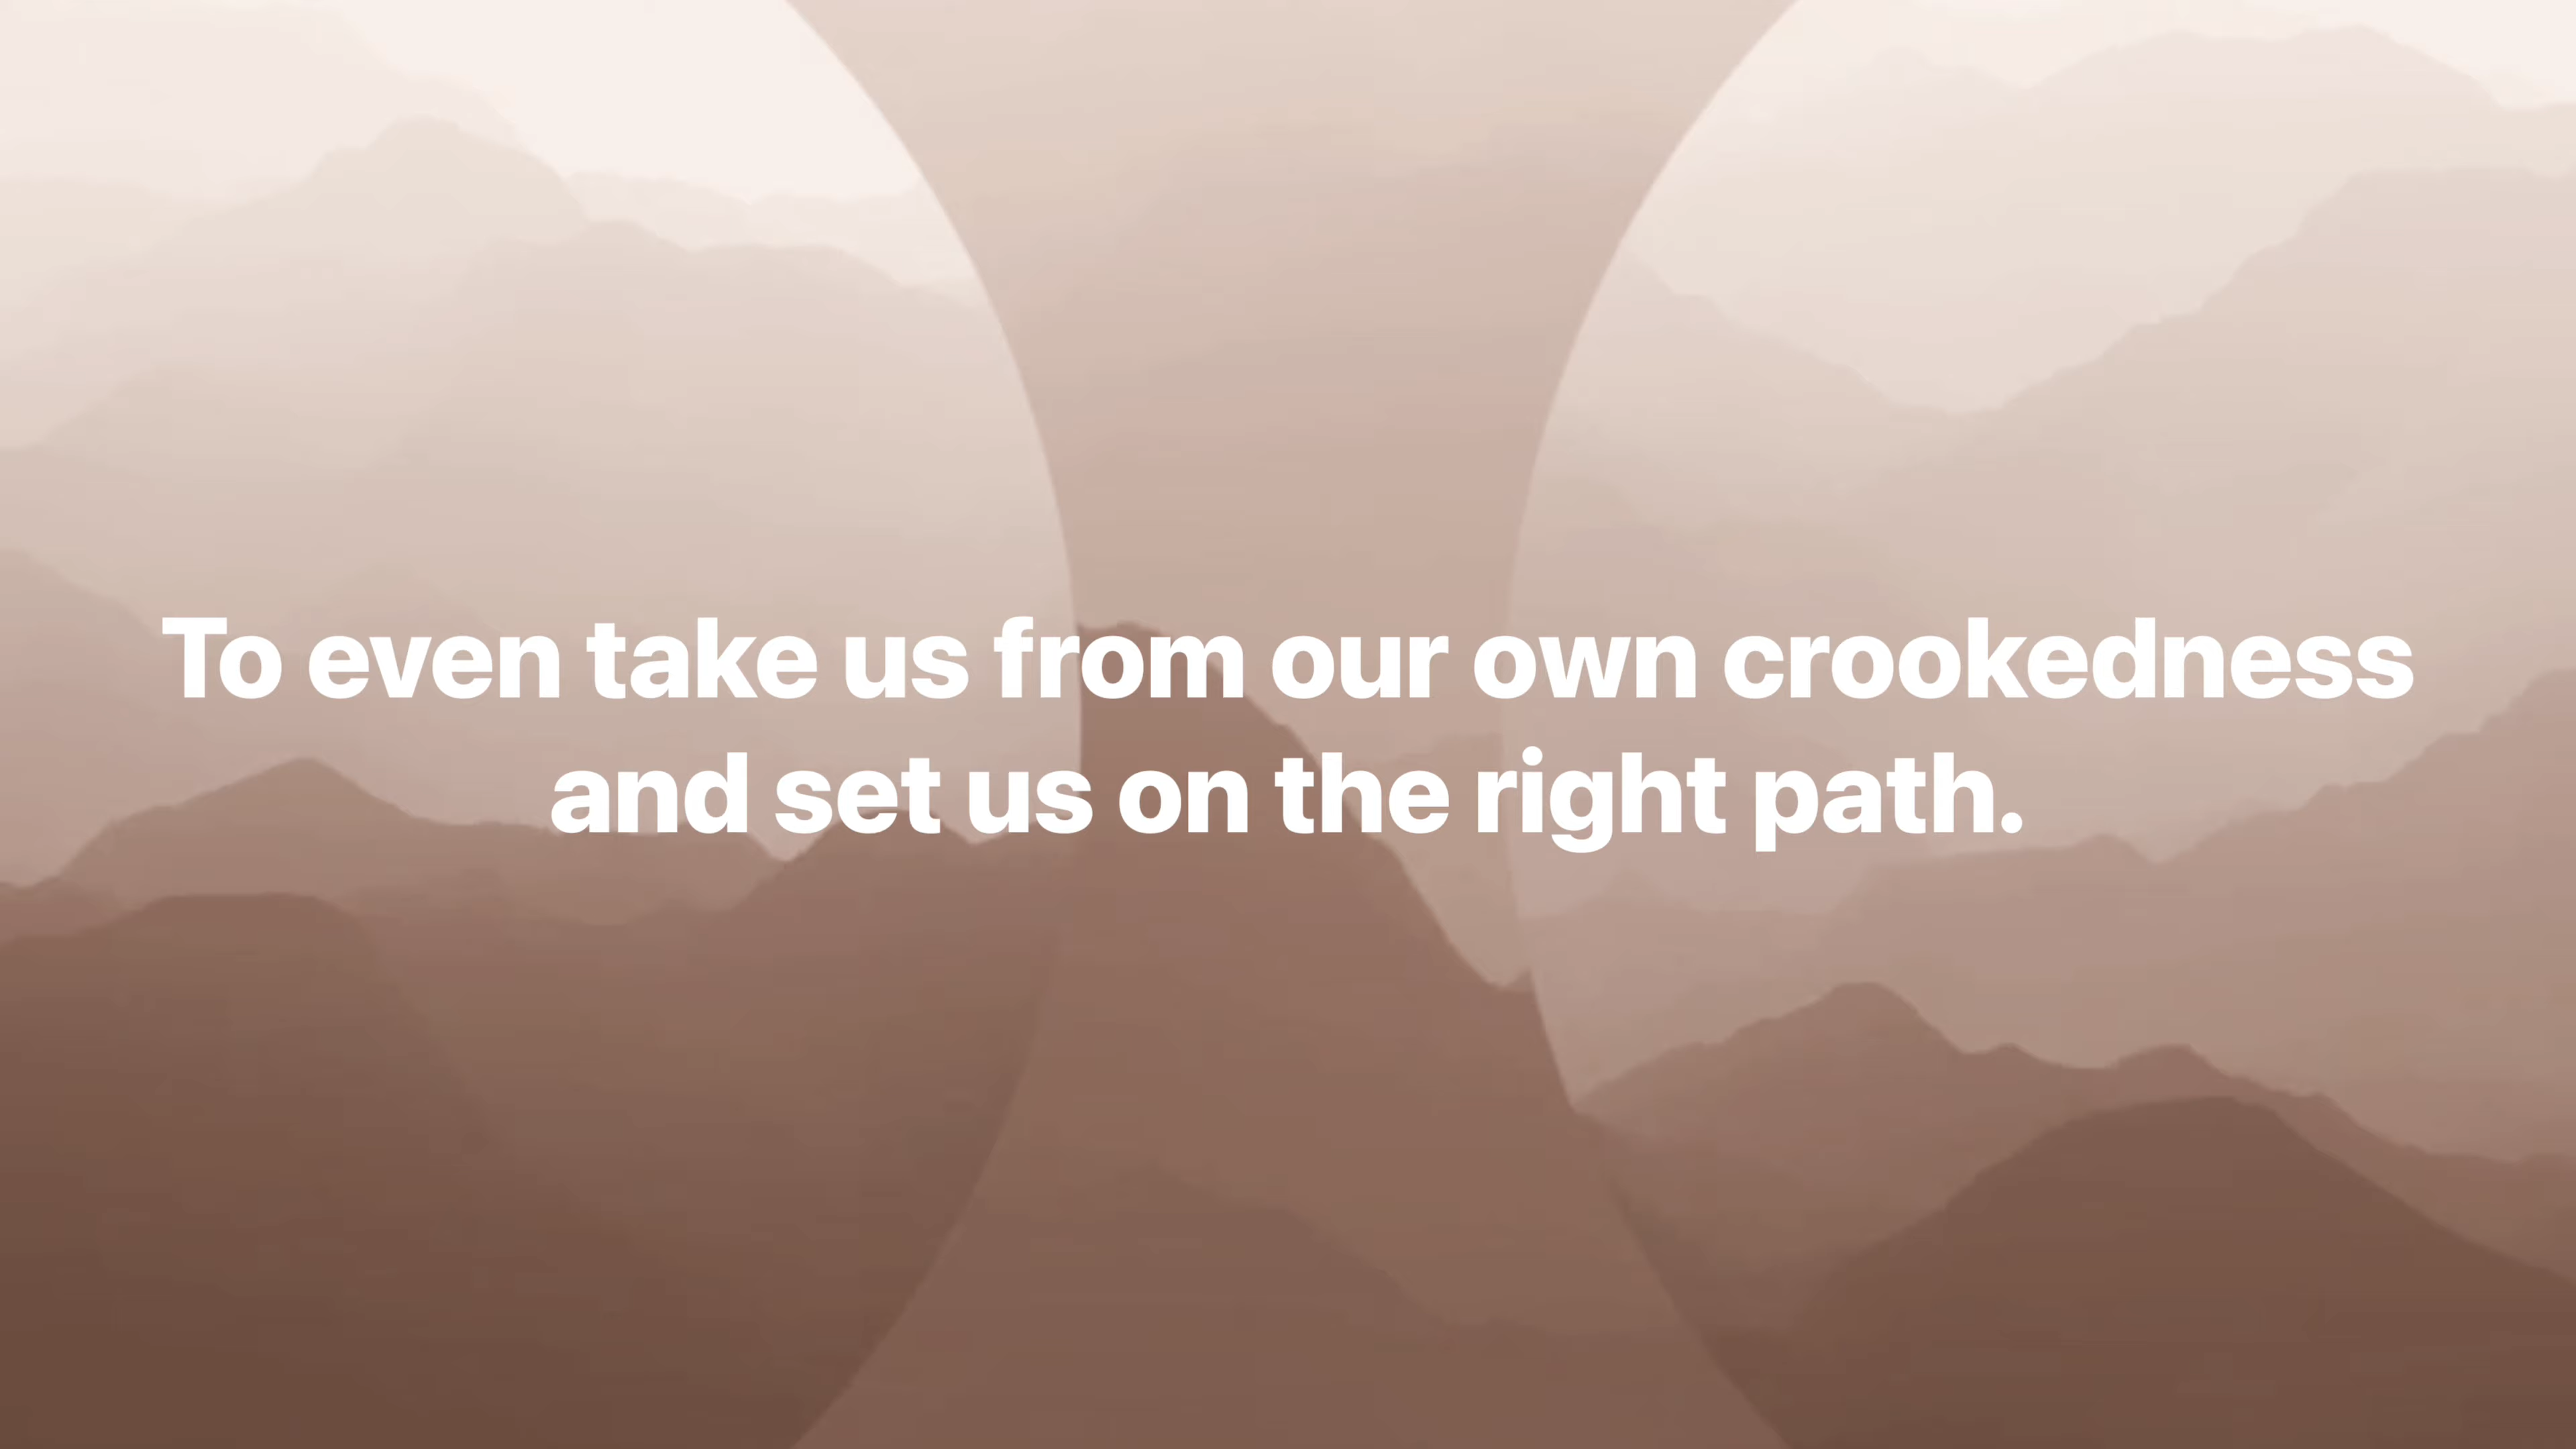 To even take us from our own crookedness
and set us on the right path.